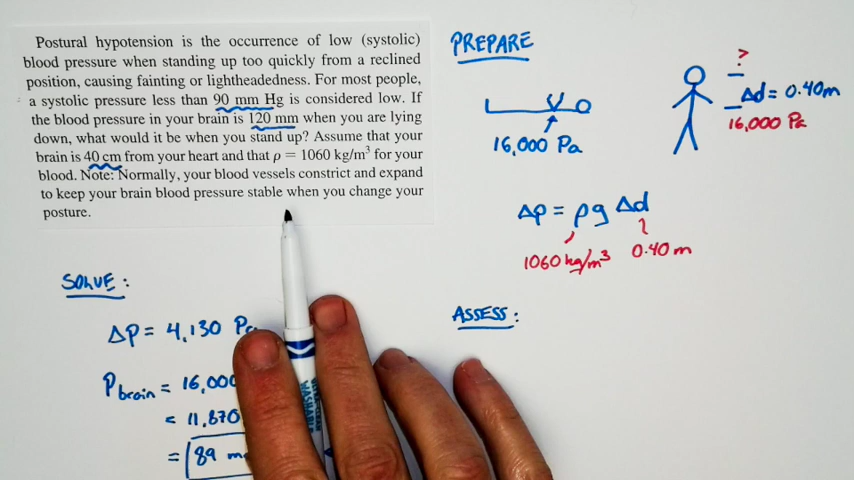 Postural hypotension is the occurrence of low (systolic)
blood pressure when standing up too quickly from a reclined
position, causing fainting or lightheadedness. For most people,
a systolic pressure less than 90 mm Hg is considered low. If
the blood pressure in your brain is 120 mm when you are lying
down, what would it be when you stand up? Assume that your
brain is 40 cm from your heart and that ρ = 1060 kg/m³ for your
blood. Note: Normally, your blood vessels constrict and expand
to keep your brain blood pressure stable when you change your
posture.
SOLVE:
ΔP = 4,130 Pa
P brain = 16,000
= 11,870
= 89 m
PREPARE
16,000 Pa
?
Δd = 0.40m
16,000 Pa
Δp = ρg Δd
1060 kg/m³ 0.40 m
ASSESS: